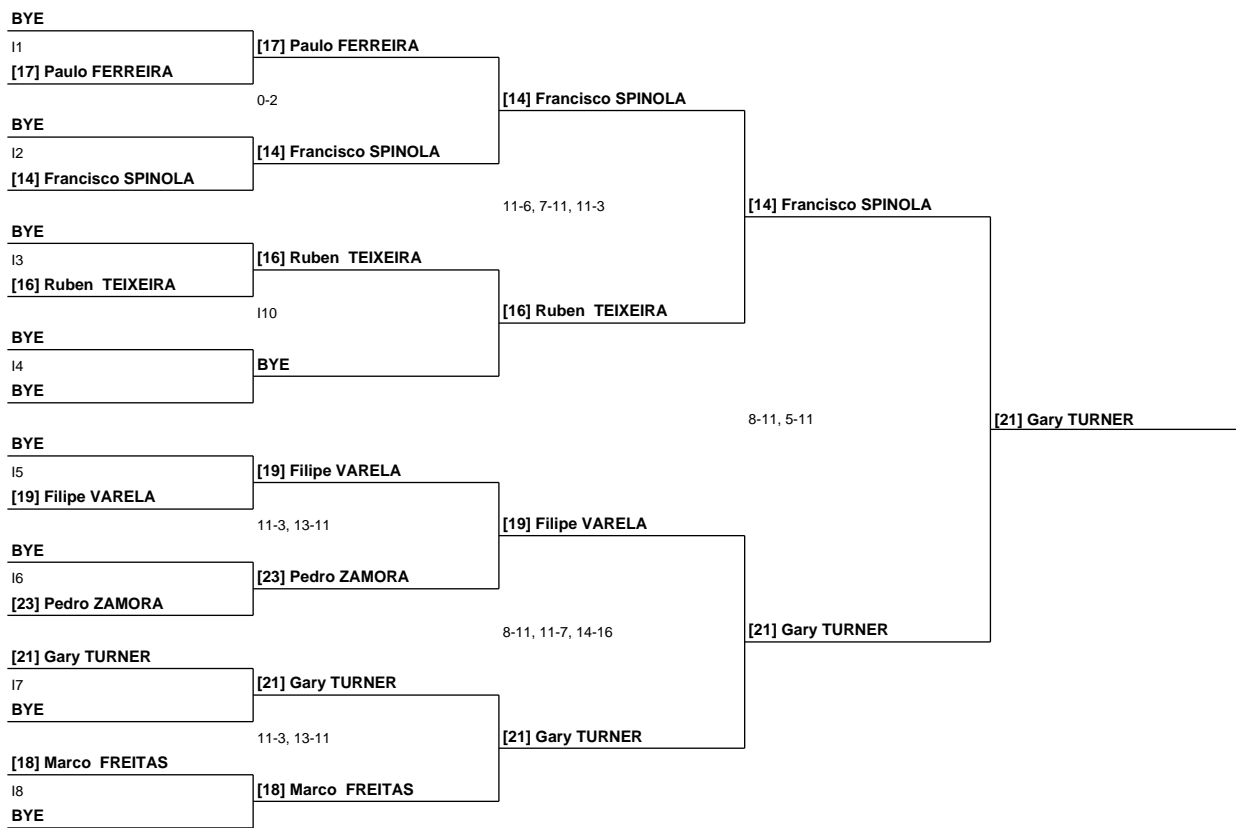 BYE
I1
[17] Paulo FERREIRA
[17] Paulo FERREIRA
0-2
[14] Francisco SPINOLA
BYE
I2
[14] Francisco SPINOLA
[14] Francisco SPINOLA
11-6, 7-11, 11-3
[14] Francisco SPINOLA
BYE
I3
[16] Ruben TEIXEIRA
[16] Ruben TEIXEIRA
I10
[16] Ruben TEIXEIRA
BYE
I4
BYE
BYE
8-11, 5-11
[21] Gary TURNER
BYE
I5
[19] Filipe VARELA
[19] Filipe VARELA
11-3, 13-11
[19] Filipe VARELA
BYE
I6
[23] Pedro ZAMORA
[23] Pedro ZAMORA
8-11, 11-7, 14-16
[21] Gary TURNER
[21] Gary TURNER
I7
BYE
[21] Gary TURNER
11-3, 13-11
[21] Gary TURNER
[18] Marco FREITAS
I8
BYE
[18] Marco FREITAS